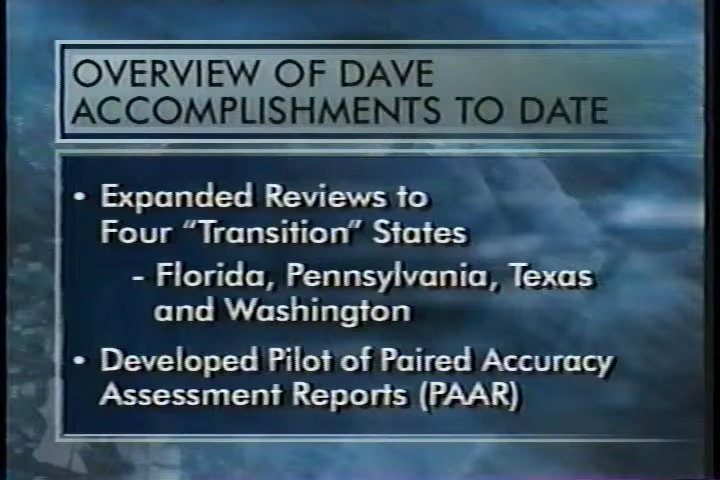 OVERVIEW OF DAVE
ACCOMPLISHMENTS TO DATE
• Expanded Reviews to
Four “Transition” States
- Florida, Pennsylvania, Texas
and Washington
• Developed Pilot of Paired Accuracy
Assessment Reports (PAAR)